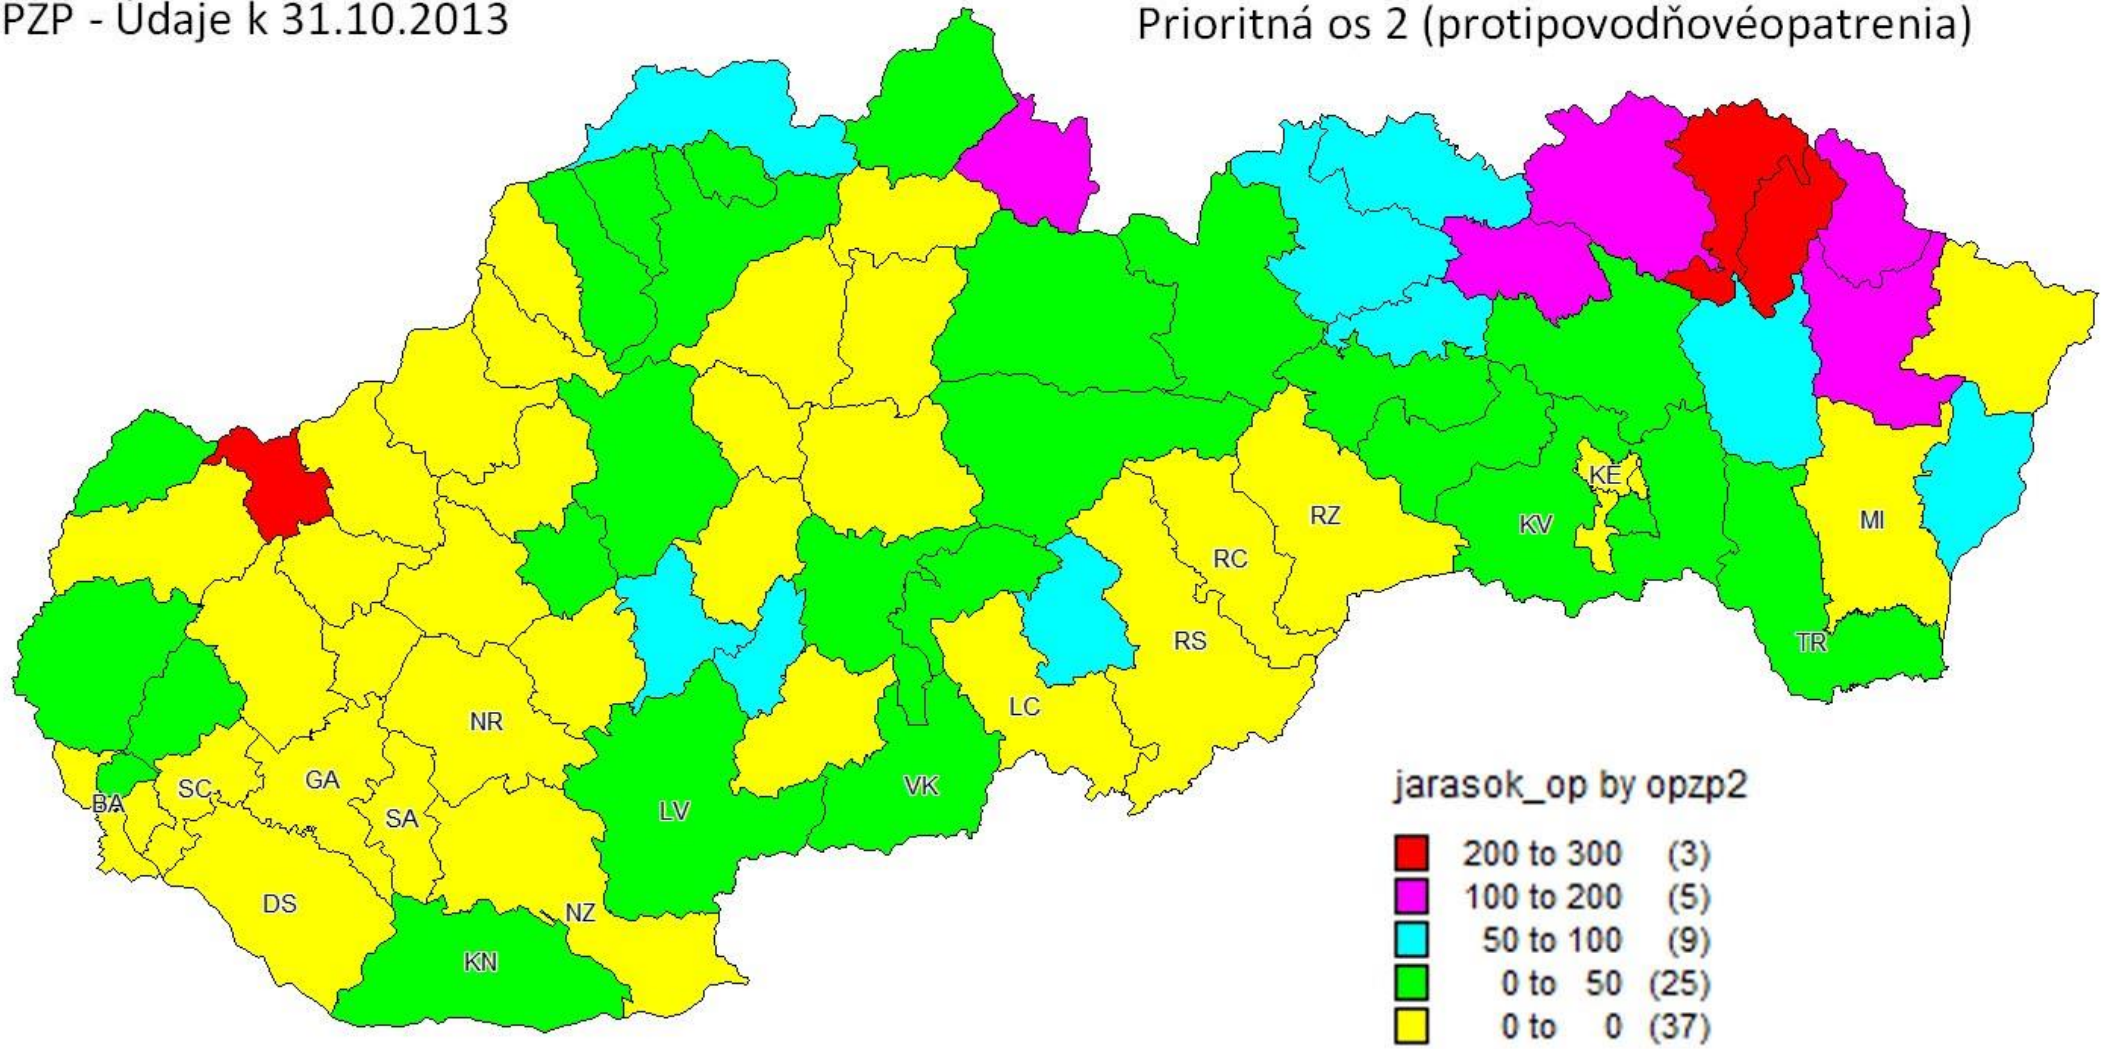 PZP - Údaje k 31.10.2013
Prioritná os 2 (protipovodňovéopatrenia)
KE
RZ
KV
MI
RC
RS
TR
LC
NR
GA
SC
BA
SA
LV
VK
DS
NZ
KN
jarasok_op by opzp2
200 to 300 (3)
100 to 200 (5)
50 to 100 (9)
0 to 50 (25)
0 to 0 (37)